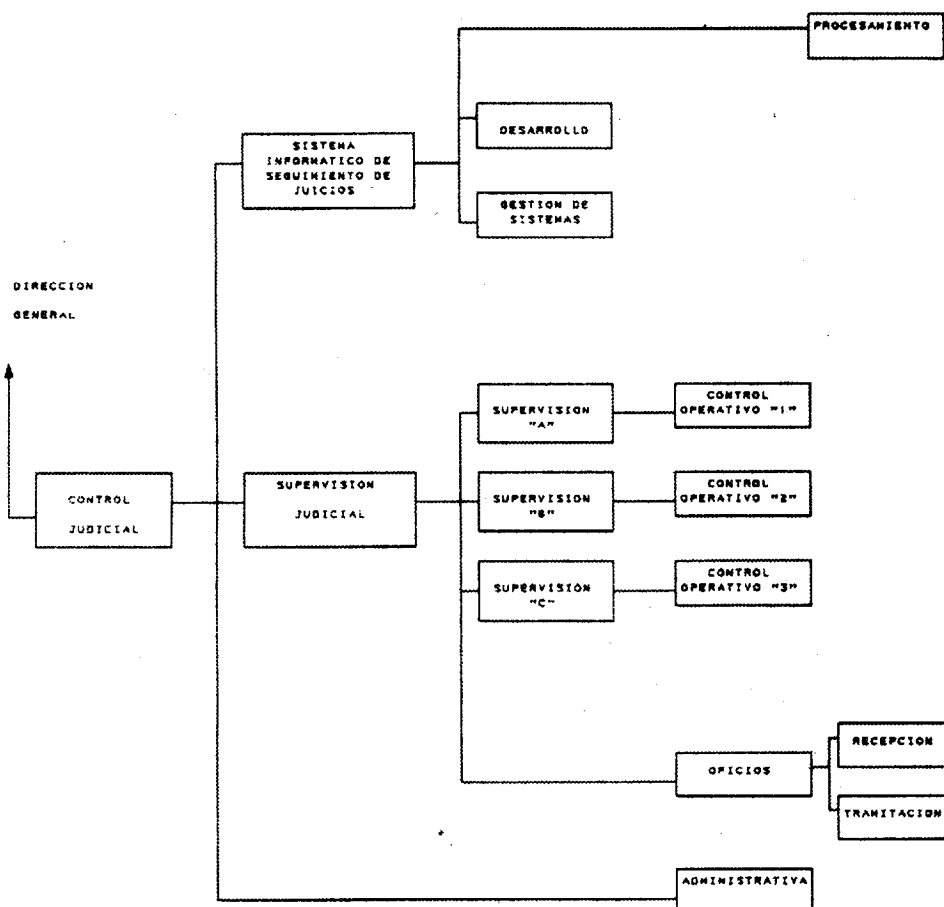 PROCESAMIENTO
DESARROLLO
SISTEMA
INFORMATICO DE
SEGUIMIENTO DE
JUICIOS
GESTION DE
SISTEMAS
DIRECCION
GENERAL
SUPERVISION
"A"
CONTROL
OPERATIVO "1"
CONTROL
JUDICIAL
SUPERVISION
JUDICIAL
SUPERVISION
"B"
CONTROL
OPERATIVO "2"
SUPERVISION
"C"
CONTROL
OPERATIVO "3"
RECEPCION
OFICIOS
TRAMITACION
ADMINISTRATIVA